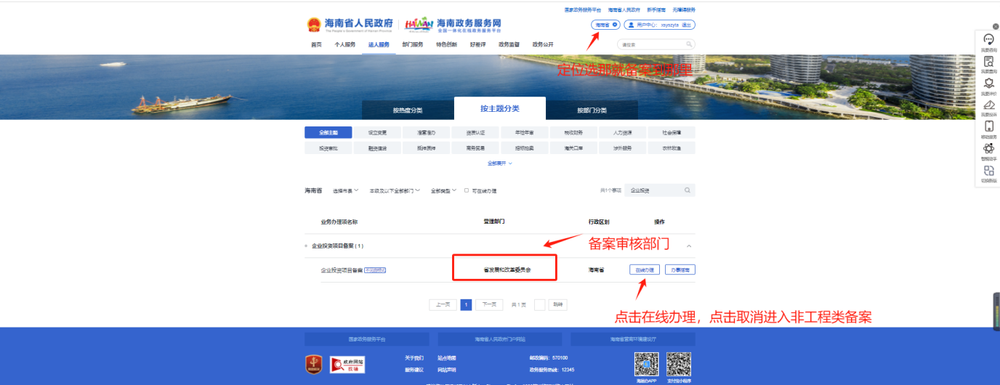 国家政务服务平台 海南省人民政府 新手指南 无障碍服务
海南省人民政府 海南政务服务网
The People's Government of Hainan Province 全国一体化在线政务服务平台
海南省 用户中心: xsyszyta 退出
首页 个人服务 法人服务 部门服务 特色创新 好差评 政务监督 政务公开 请搜索
定位选那就备案到那里
按热度分类 按主题分类 按部门分类
全部主题 设立变更 准营准办 资质认证 年检年审 税收财务 人力资源 社会保障
投资审批 融资信贷 抵押质押 商务贸易 招标拍卖 海关口岸 涉外服务 农林牧渔
全部展开
海南省 选择市县 本级及以下全部部门 全部类型 可在线办理 共1个事项 企业投资
业务办理项名称 受理部门 行政区划 操作
企业投资项目备案 (1)
备案审核部门
企业投资项目备案 省发展和改革委员会 海南省 在线办理 办事指南
上一页 1 下一页 共 1 页 跳转
点击在线办理，点击取消进入非工程类备案
国家政务服务平台 海南省人民政府门户网站 海南省营商环境建设厅
政府网站
找错
关于我们 站点地图 邮政编码: 570100
服务建议 网站声明 政务服务热线: 12345
海易办APP 支付宝小程序
我要咨询
我要查询
我要评价
我要投诉
移动服务
智能助手
切换新版